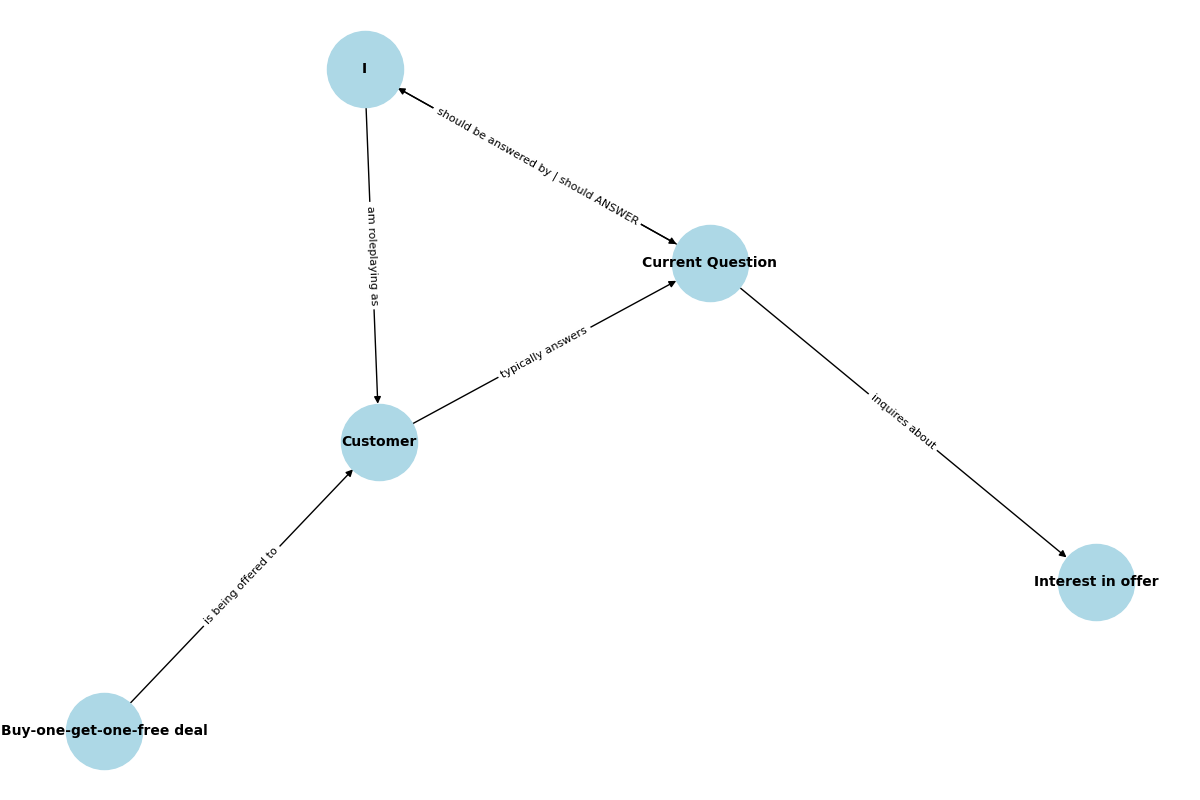 I
should be answered by | should ANSWER
am roleplaying as
Current Question
typically answers
inquires about
Customer
is being offered to
Interest in offer
Buy-one-get-one-free deal